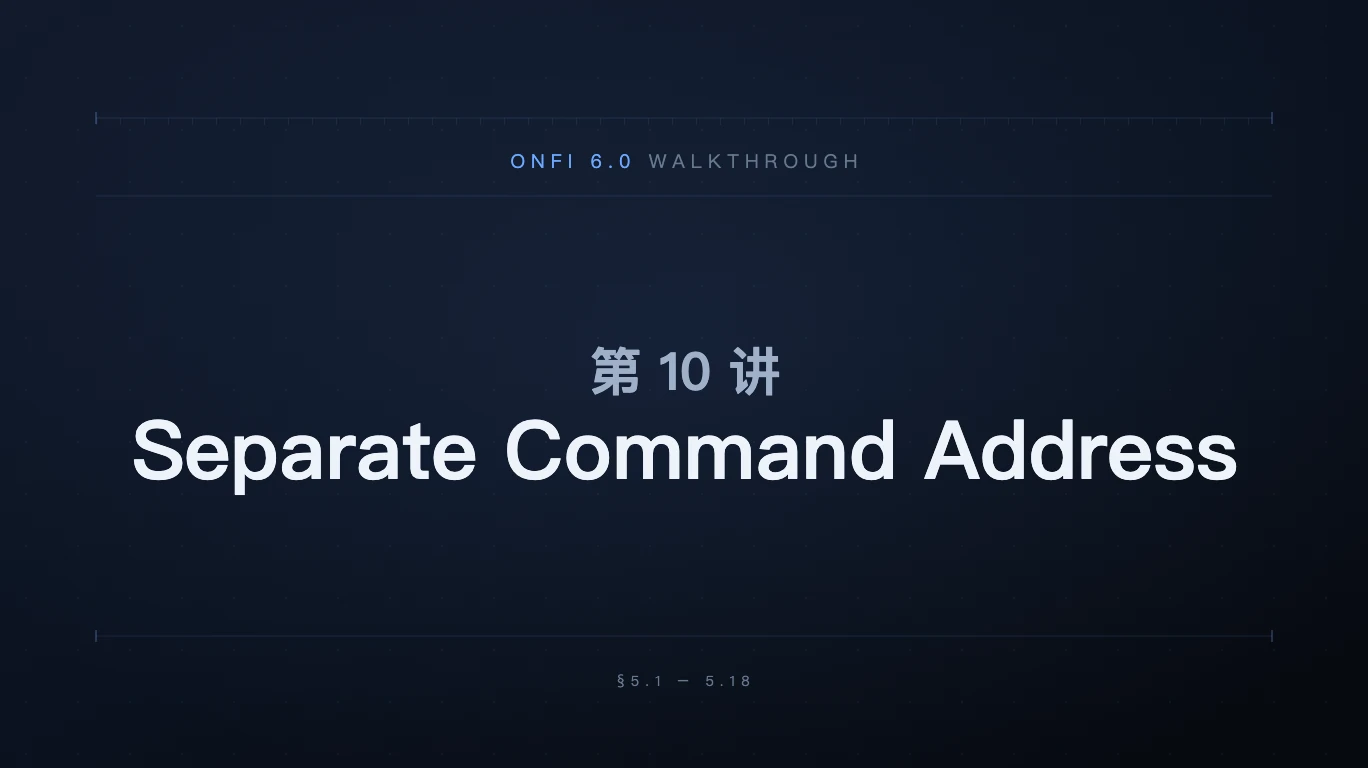 ONFI 6.0 WALKTHROUGH
第 10 讲
Separate Command Address
§5.1 — 5.18